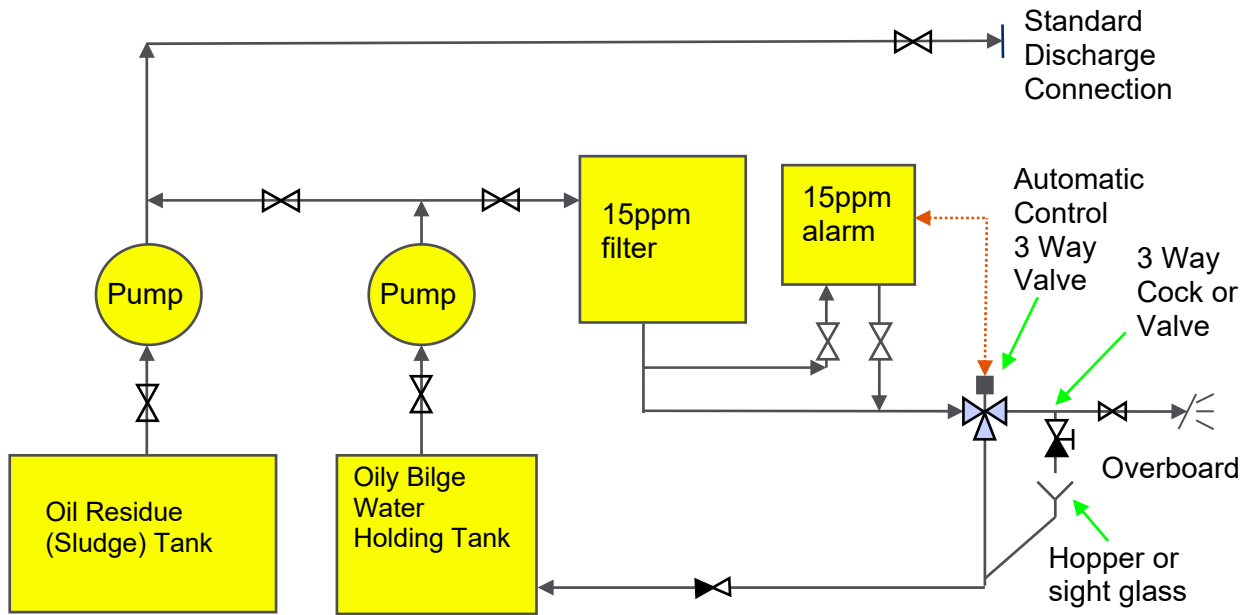 Standard
Discharge
Connection
Automatic
Control
3 Way
Valve
3 Way
Cock or
Valve
15ppm
filter
15ppm
alarm
Pump
Pump
Overboard
Oil Residue
(Sludge) Tank
Oily Bilge
Water
Holding Tank
Hopper or
sight glass